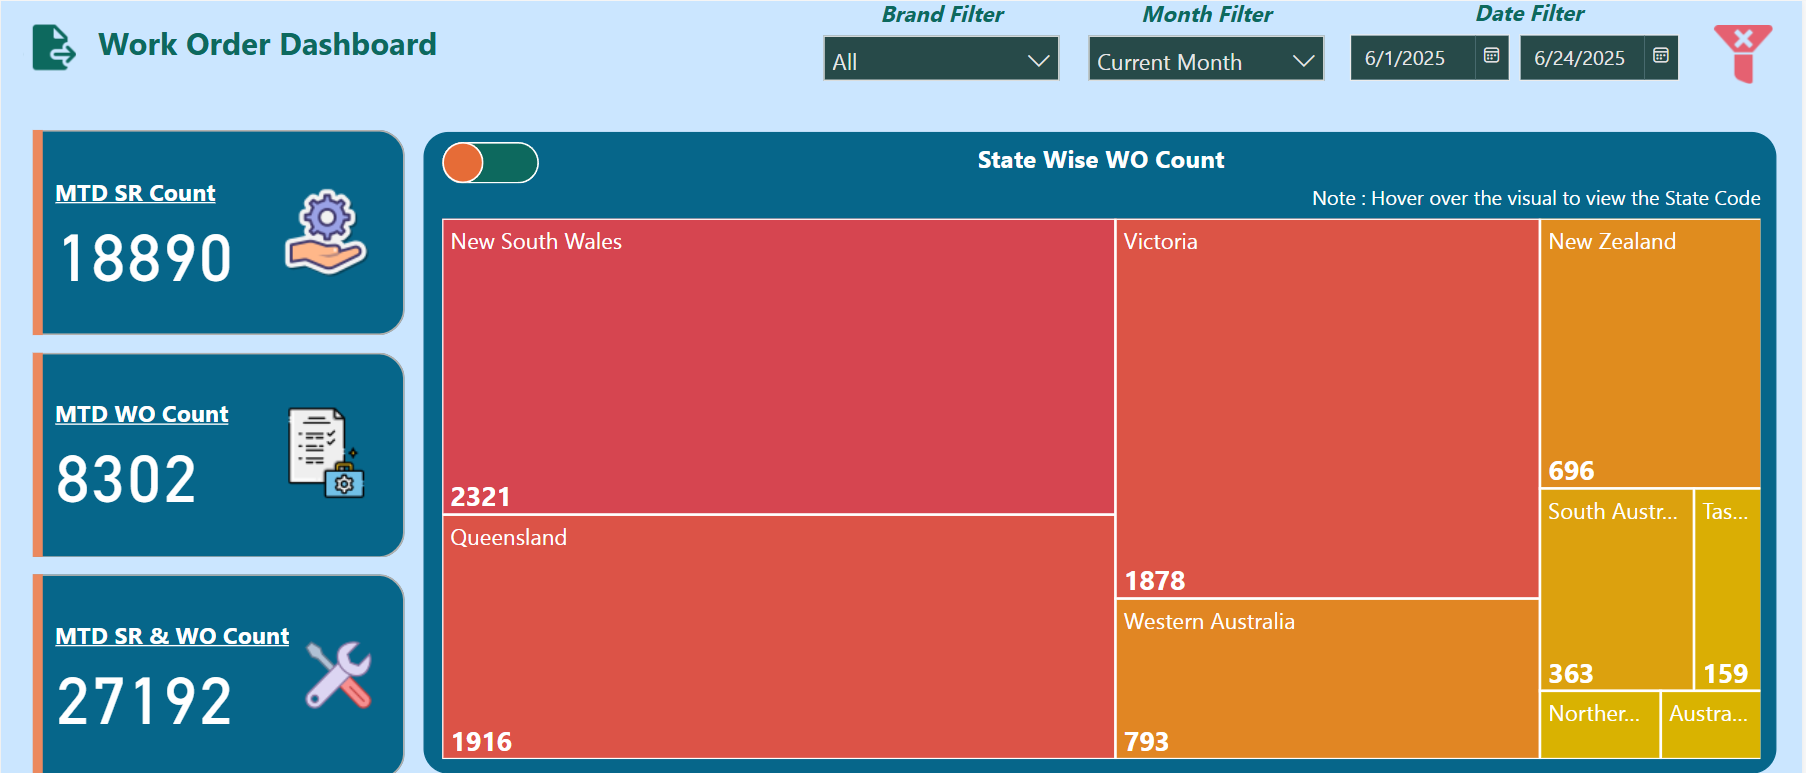 Work Order Dashboard
Brand Filter
All
Month Filter
Current Month
Date Filter
6/1/2025
6/24/2025
MTD SR Count
18890
MTD WO Count
8302
MTD SR & WO Count
27192
State Wise WO Count
Note : Hover over the visual to view the State Code
New South Wales
2321
Queensland
1916
Victoria
1878
Western Australia
793
New Zealand
696
South Austr...
363
Tas...
159
Norther...
Austra...